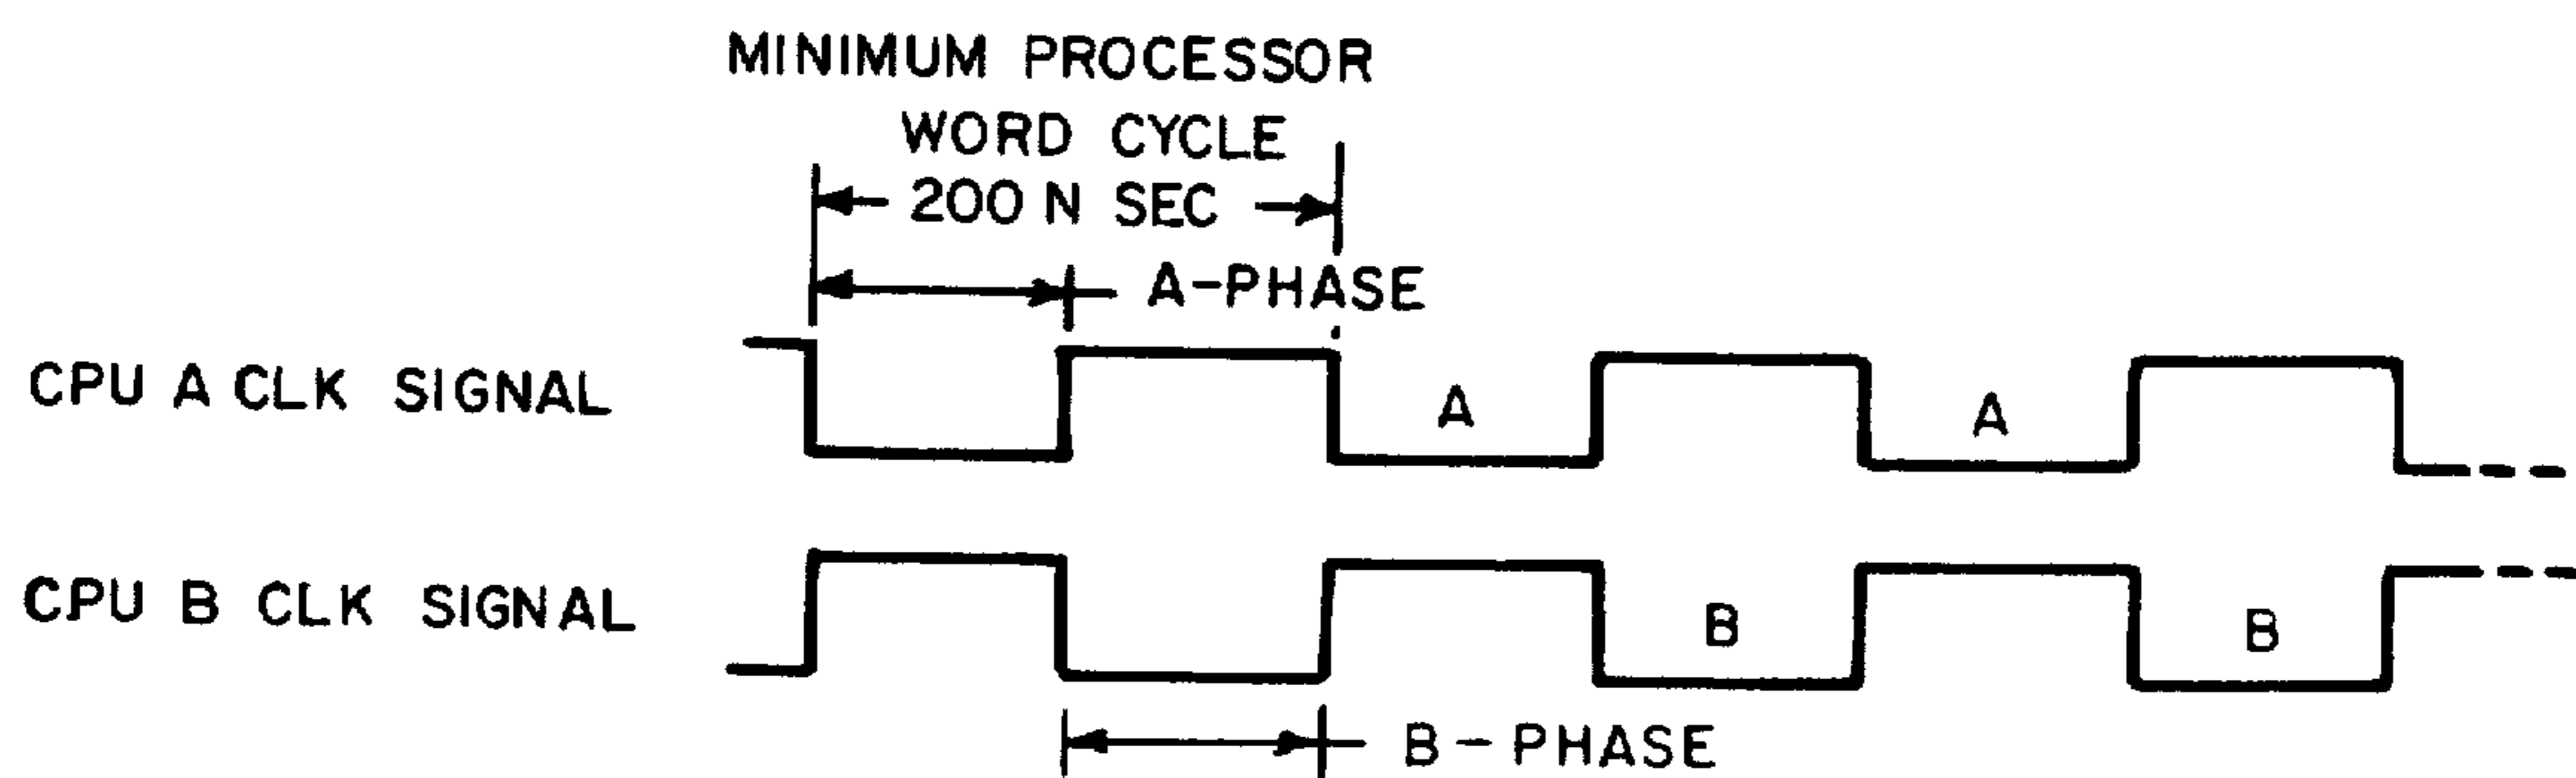 MINIMUM PROCESSOR
WORD CYCLE
200 N SEC
A-PHASE
CPU A CLK SIGNAL
A
A
CPU B CLK SIGNAL
B
B
B-PHASE